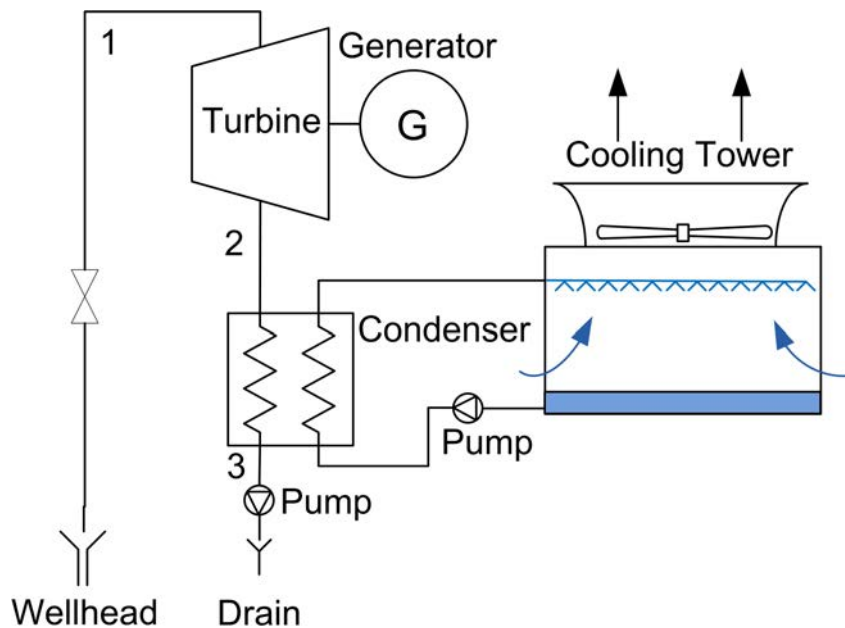 1
Generator
Turbine
G
Cooling Tower
2
Condenser
3
Pump
Pump
Wellhead
Drain